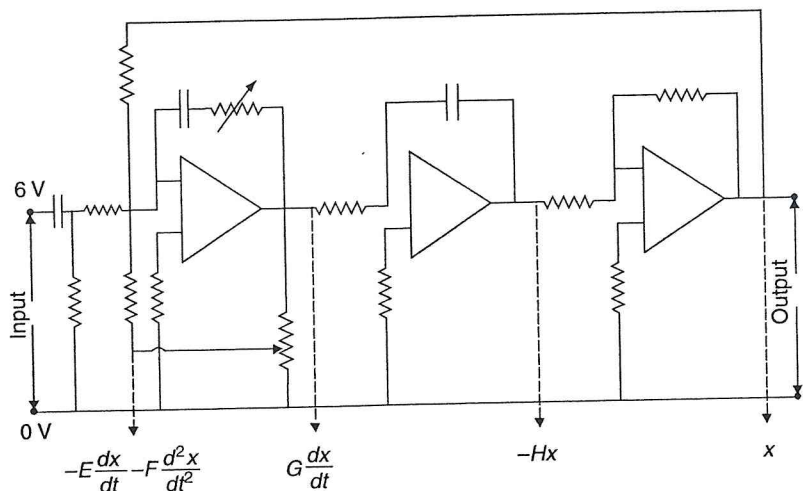 6 V
Input
Output
0 V
-E dx/dt -F d²x/dt²
G dx/dt
-Hx
x